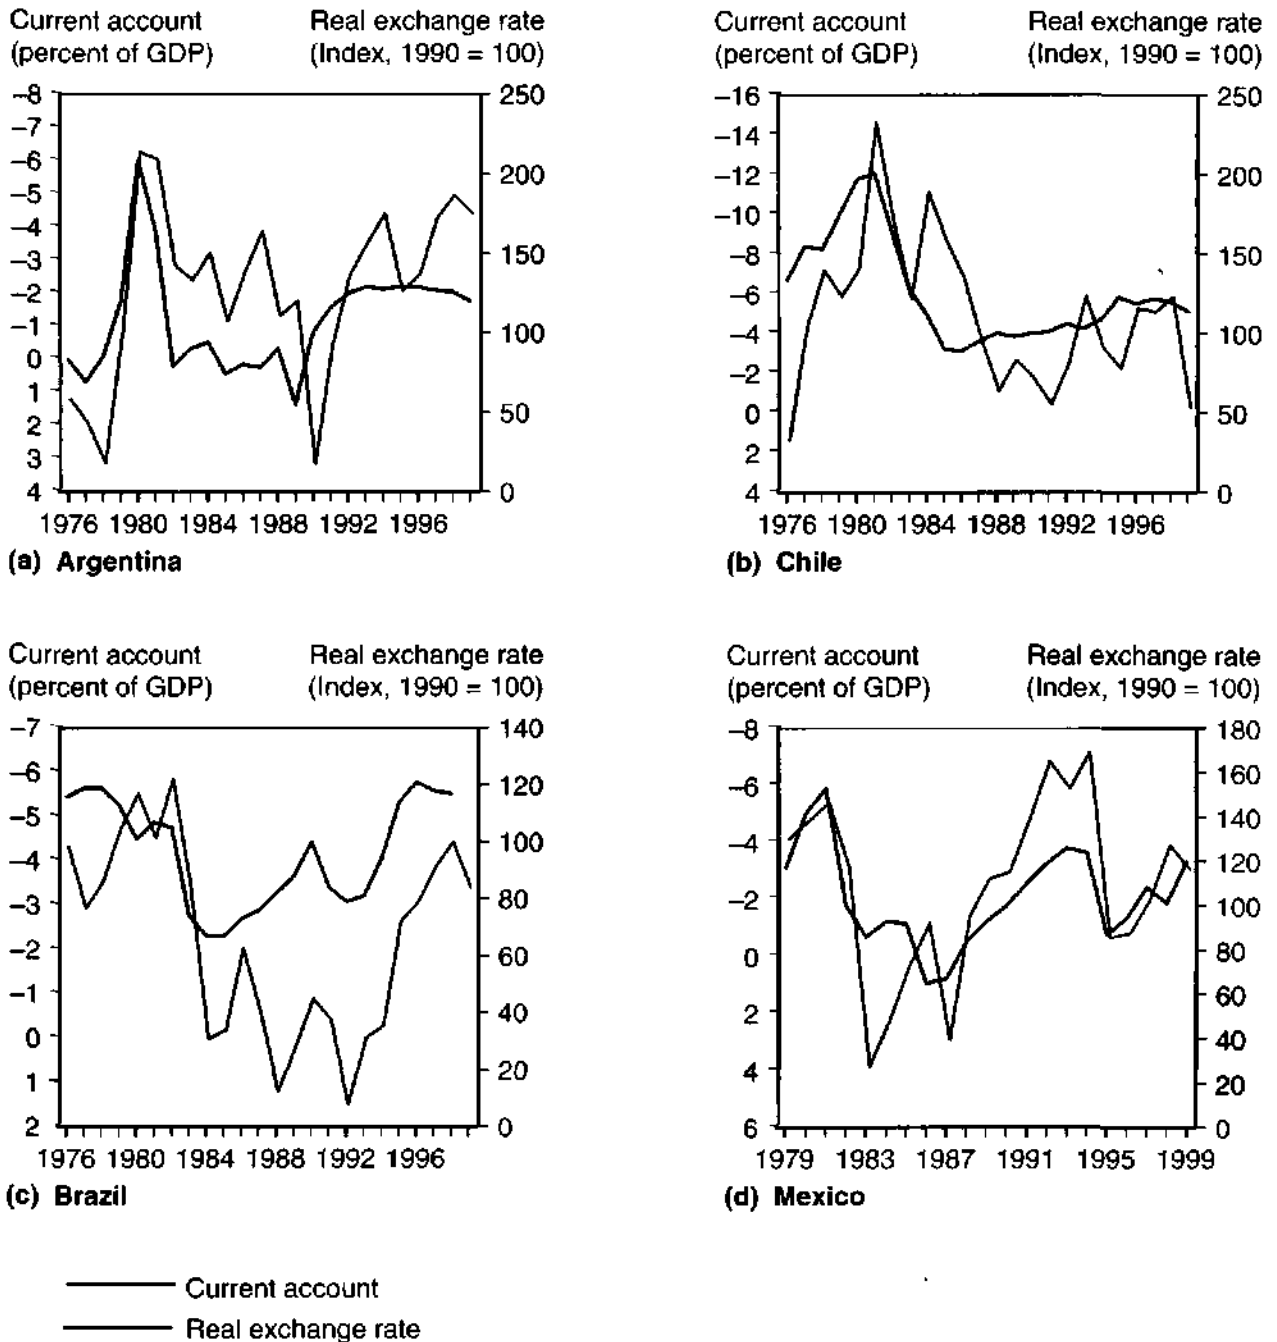 Current account Real exchange rate
(percent of GDP) (Index, 1990 = 100)
–8 250
–7
–6 200
–5
–4 150
–3
–2
–1 100
0
1 50
2
3
4 0
1976 1980 1984 1988 1992 1996
(a) Argentina
Current account Real exchange rate
(percent of GDP) (Index, 1990 = 100)
–16 250
–14
–12 200
–10
–8 150
–6
–4 100
–2
0 50
2
4 0
1976 1980 1984 1988 1992 1996
(b) Chile
Current account Real exchange rate
(percent of GDP) (Index, 1990 = 100)
–7 140
–6 120
–5
–4 100
–3 80
–2 60
–1
0 40
1 20
2 0
1976 1980 1984 1988 1992 1996
(c) Brazil
Current account Real exchange rate
(percent of GDP) (Index, 1990 = 100)
–8 180
–6 160
–4 140
–2 120
0 100
2 80
4 60
6 40
20
0
1979 1983 1987 1991 1995 1999
(d) Mexico
Current account
Real exchange rate